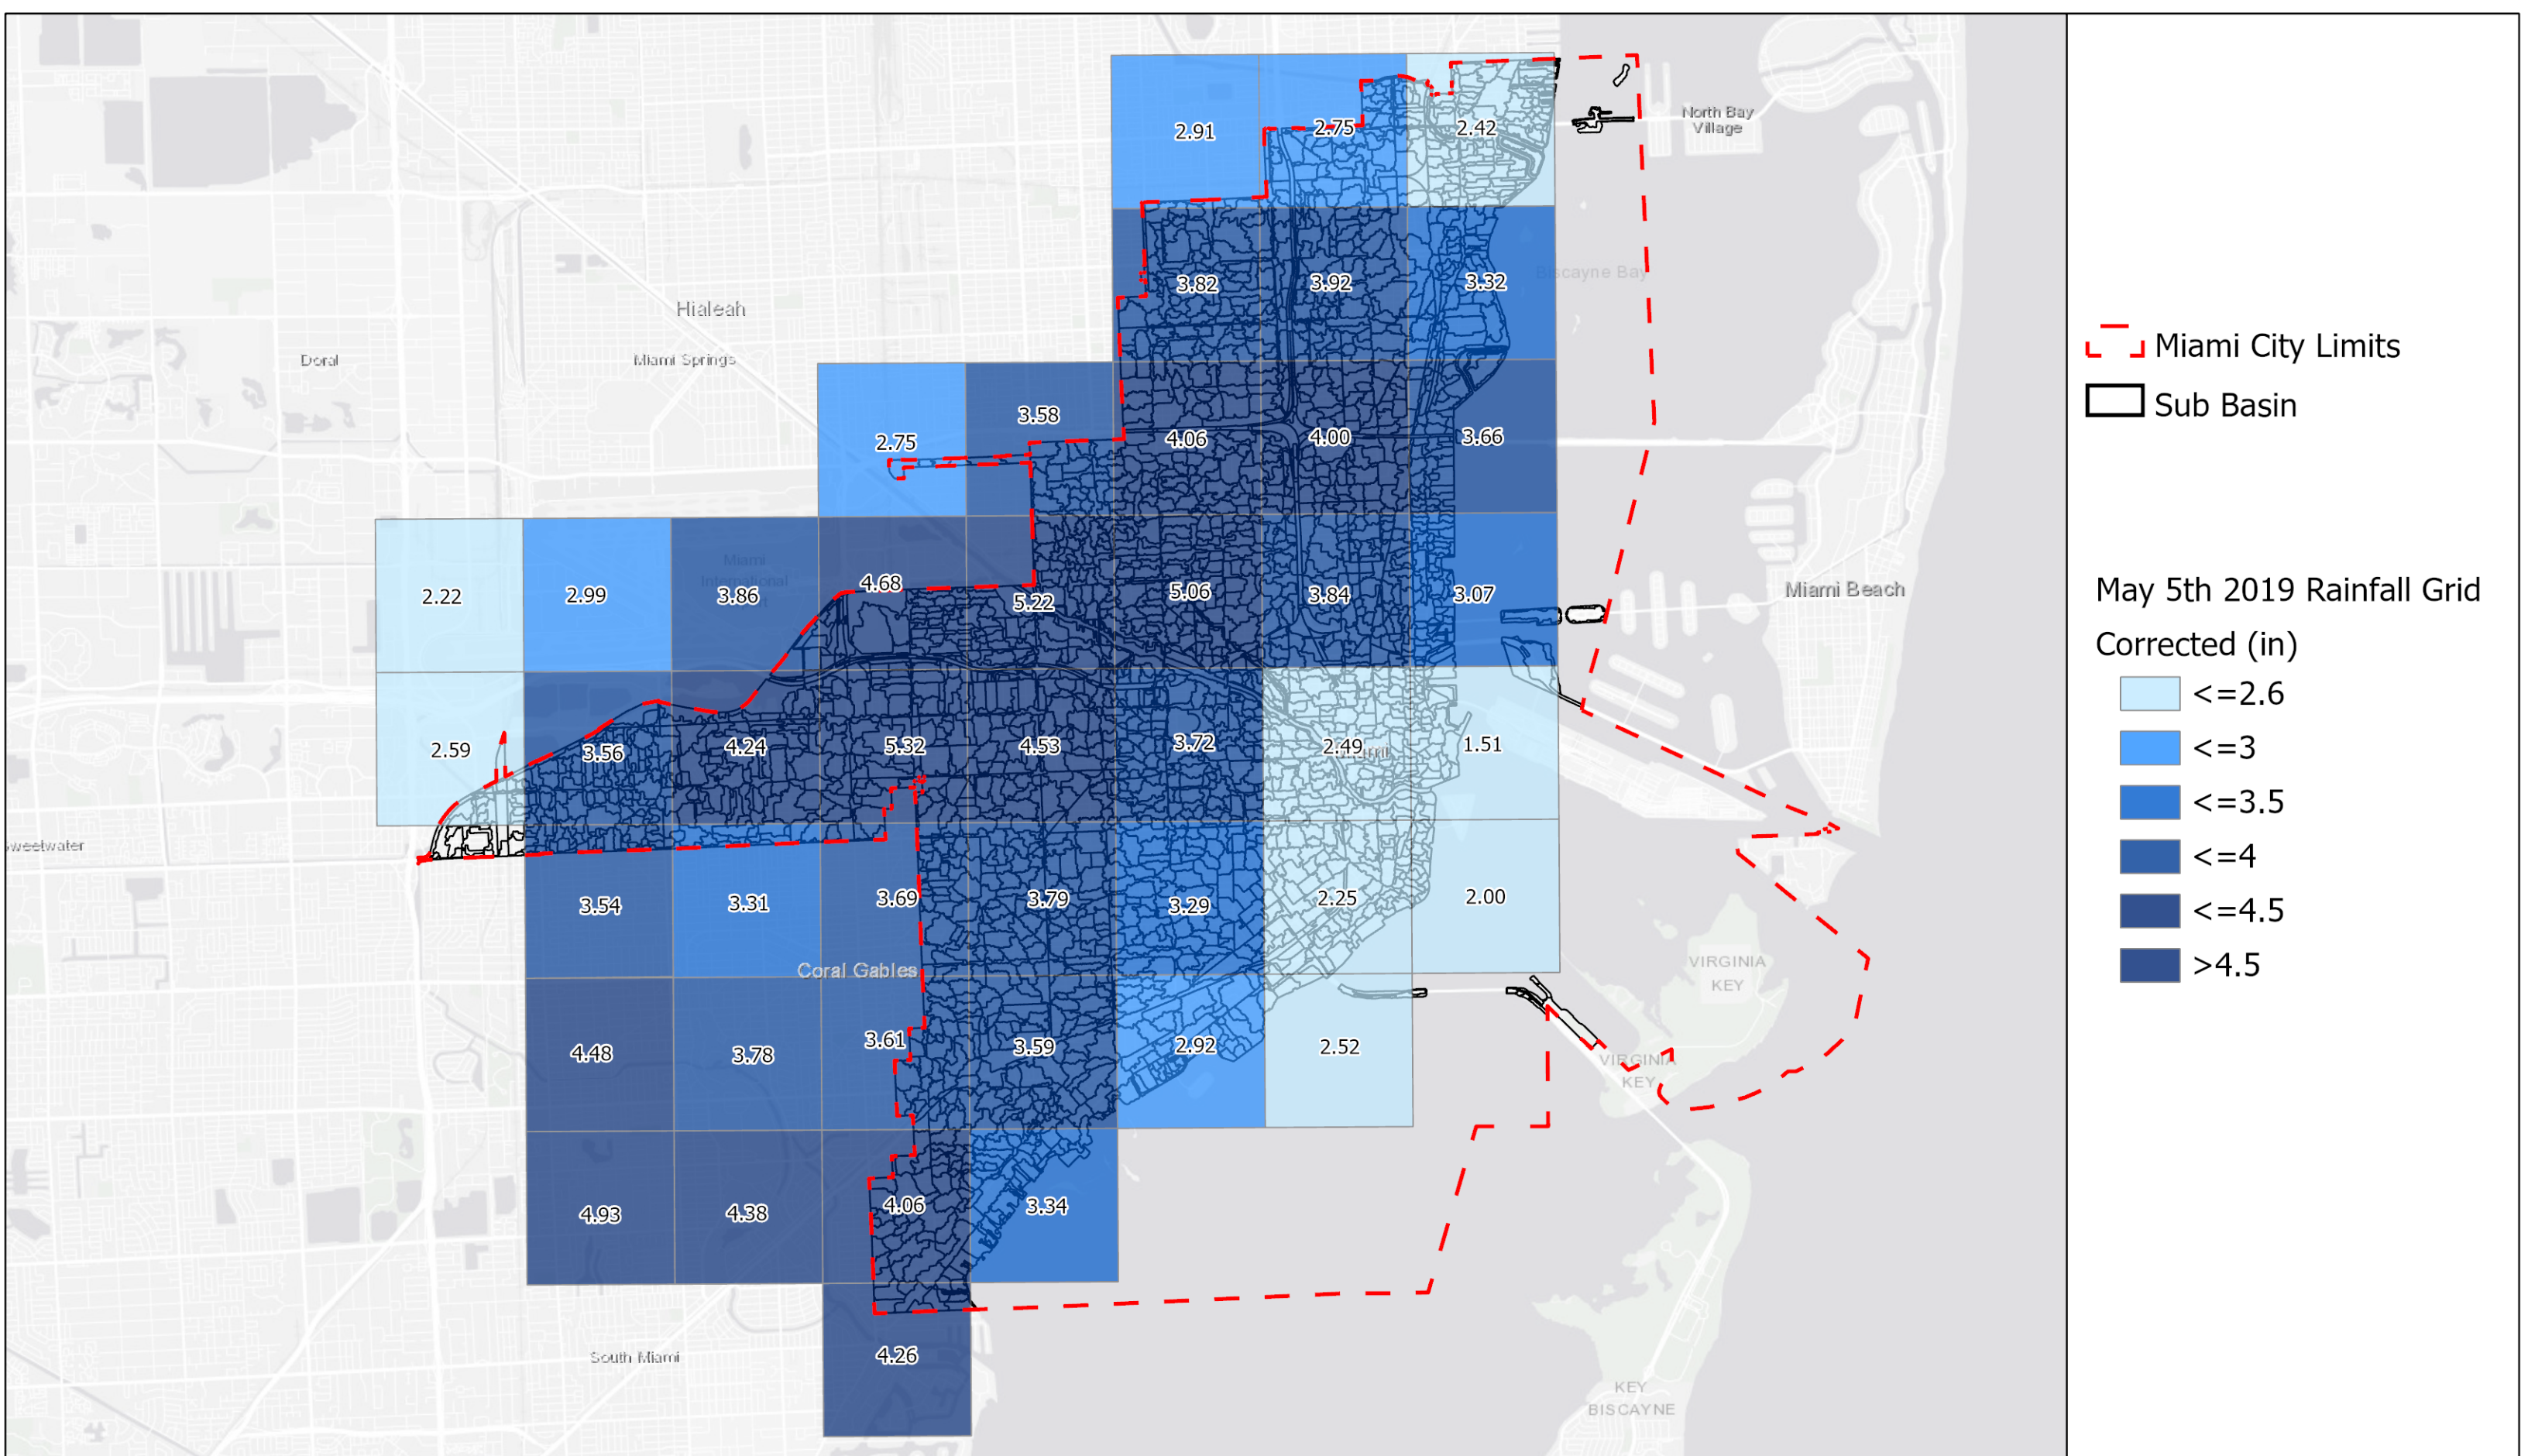 2.91
2.75
2.42
North Bay
Village
3.82
3.92
3.32
Biscayne Bay
Hialeah
Doral
Miami Springs
2.75
3.58
4.06
4.00
3.66
Miami
International
2.22
2.99
3.86
4.68
5.22
5.06
3.84
3.07
Miami Beach
2.59
3.56
4.24
5.32
4.53
3.72
2.49
1.51
3.54
3.31
3.69
3.79
3.29
2.25
2.00
Coral Gables
VIRGINIA
KEY
4.48
3.78
3.61
3.59
2.92
2.52
VIRGINIA
KEY
4.93
4.38
4.06
3.34
4.26
South Miami
KEY
BISCAYNE
Miami City Limits
Sub Basin
May 5th 2019 Rainfall Grid
Corrected (in)
<=2.6
<=3
<=3.5
<=4
<=4.5
>4.5